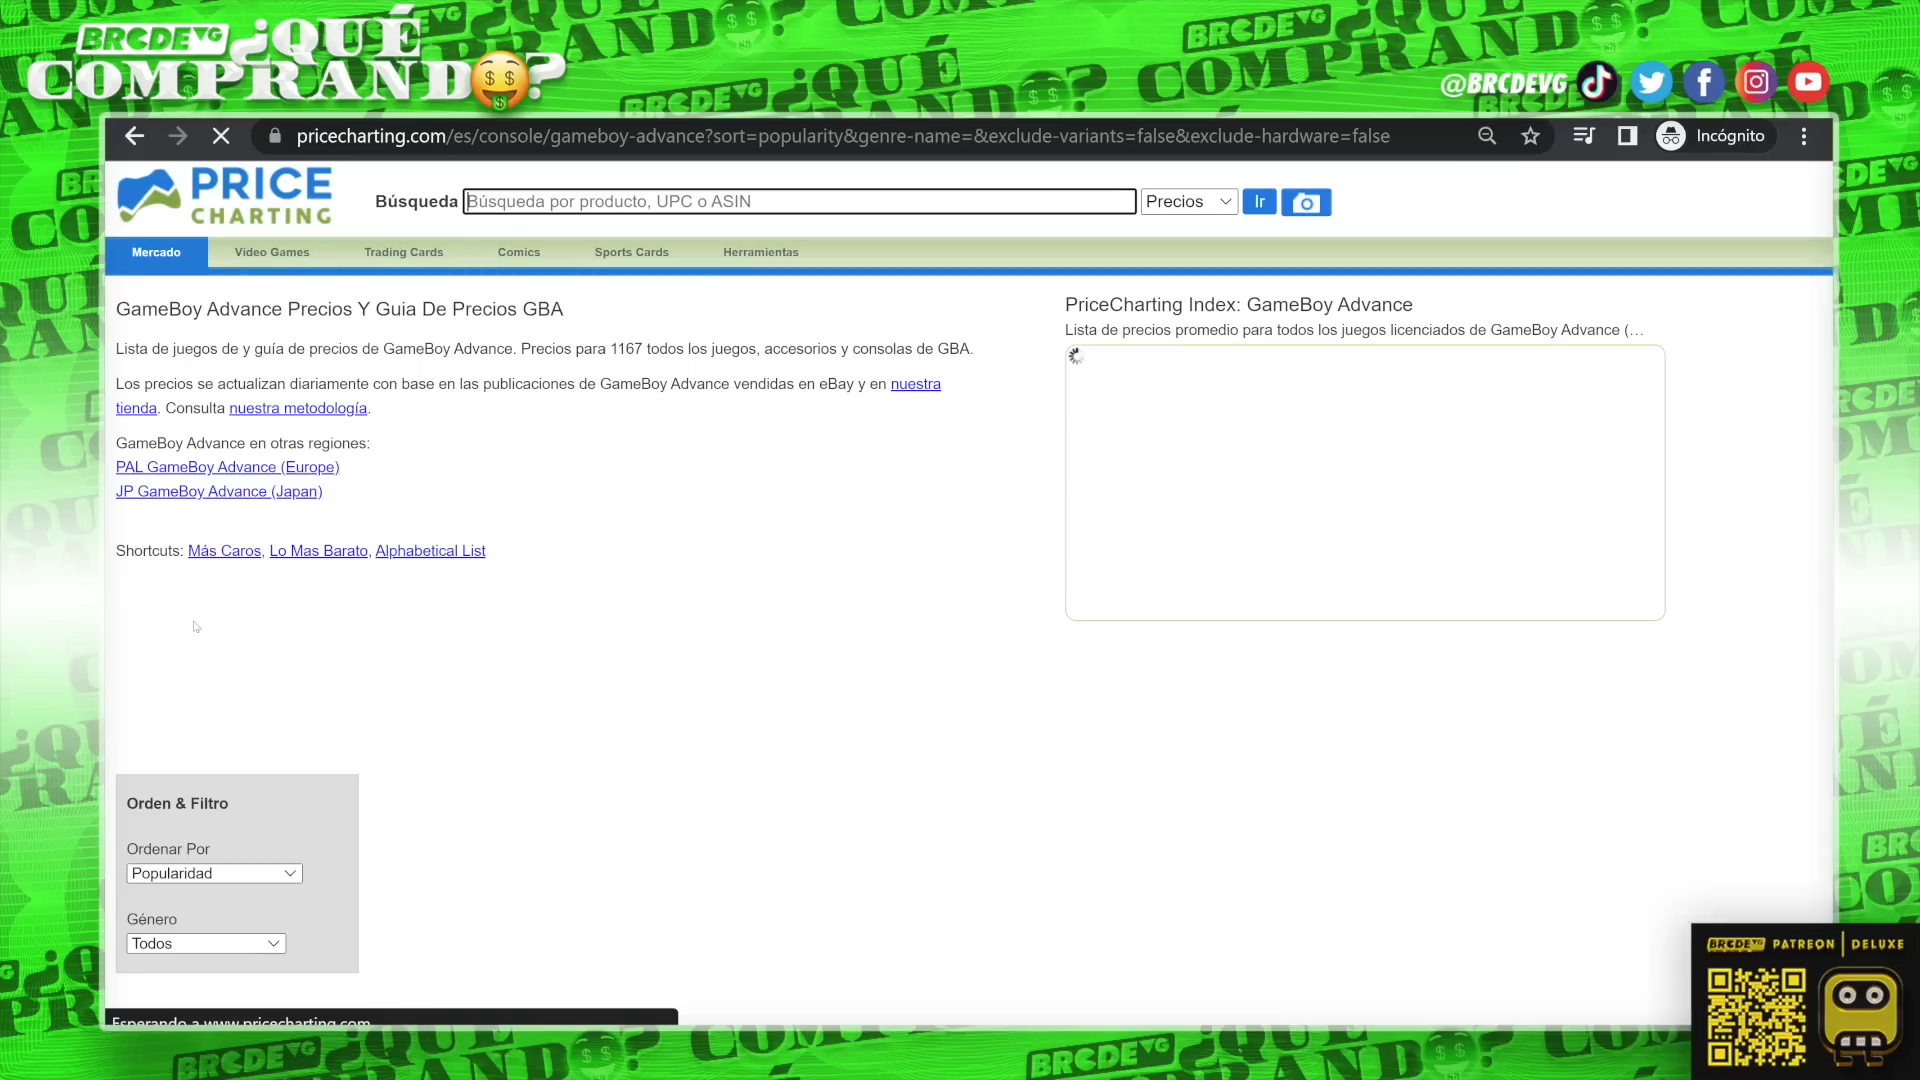 BRCDEVG ¿QUÉ
COMPRAND ?
@BRCDEVG
pricecharting.com/es/console/gameboy-advance?sort=popularity&genre-name=&exclude-variants=false&exclude-hardware=false
Incógnito
PRICE
CHARTING
Búsqueda
Búsqueda por producto, UPC o ASIN
Precios
Ir
Mercado
Video Games
Trading Cards
Comics
Sports Cards
Herramientas
GameBoy Advance Precios Y Guia De Precios GBA
Lista de juegos de y guía de precios de GameBoy Advance. Precios para 1167 todos los juegos, accesorios y consolas de GBA.
Los precios se actualizan diariamente con base en las publicaciones de GameBoy Advance vendidas en eBay y en nuestra
tienda. Consulta nuestra metodología.
GameBoy Advance en otras regiones:
PAL GameBoy Advance (Europe)
JP GameBoy Advance (Japan)
Shortcuts: Más Caros, Lo Mas Barato, Alphabetical List
PriceCharting Index: GameBoy Advance
Lista de precios promedio para todos los juegos licenciados de GameBoy Advance (…
Orden & Filtro
Ordenar Por
Popularidad
Género
Todos
Esperando a www.pricecharting.com
BRCDEVG PATREON | DELUXE